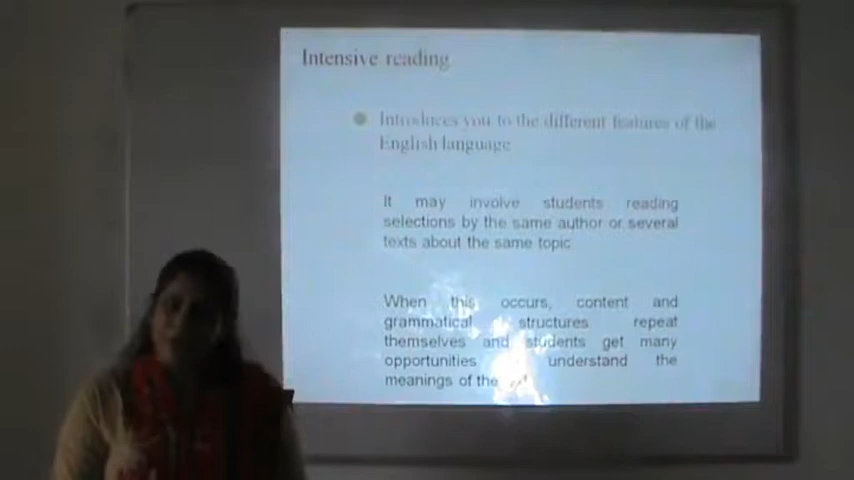 Intensive reading
Introduces you to the different features of the
English language
It may involve students reading
selections by the same author or several
texts about the same topic
When this occurs, content and
grammatical structures repeat
themselves and students get many
opportunities understand the
meanings of the